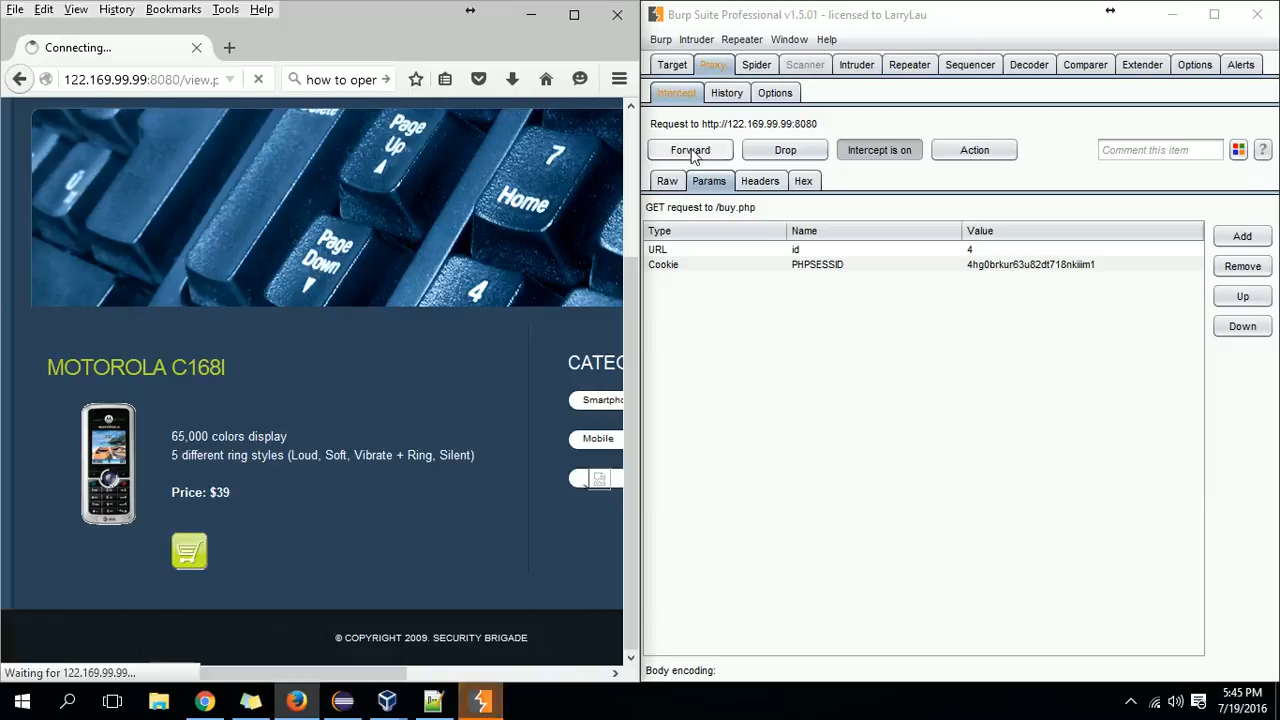 File Edit View History Bookmarks Tools Help
Connecting...
122.169.99.99:8080/view.p
how to oper
Page Up
7 Home
Page Down
4
MOTOROLA C168I
65,000 colors display
5 different ring styles (Loud, Soft, Vibrate + Ring, Silent)
Price: $39
CATEG
Smartpho
Mobile
© COPYRIGHT 2009. SECURITY BRIGADE
Waiting for 122.169.99.99...
Burp Suite Professional v1.5.01 - licensed to LarryLau
Burp Intruder Repeater Window Help
Target Proxy Spider Scanner Intruder Repeater Sequencer Decoder Comparer Extender Options Alerts
Intercept History Options
Request to http://122.169.99.99:8080
Forward Drop Intercept is on Action Comment this item ?
Raw Params Headers Hex
GET request to /buy.php
Type Name Value
URL id 4
Cookie PHPSESSID 4hg0brkur63u82dt718nkiiim1
Add
Remove
Up
Down
Body encoding:
5:45 PM
7/19/2016